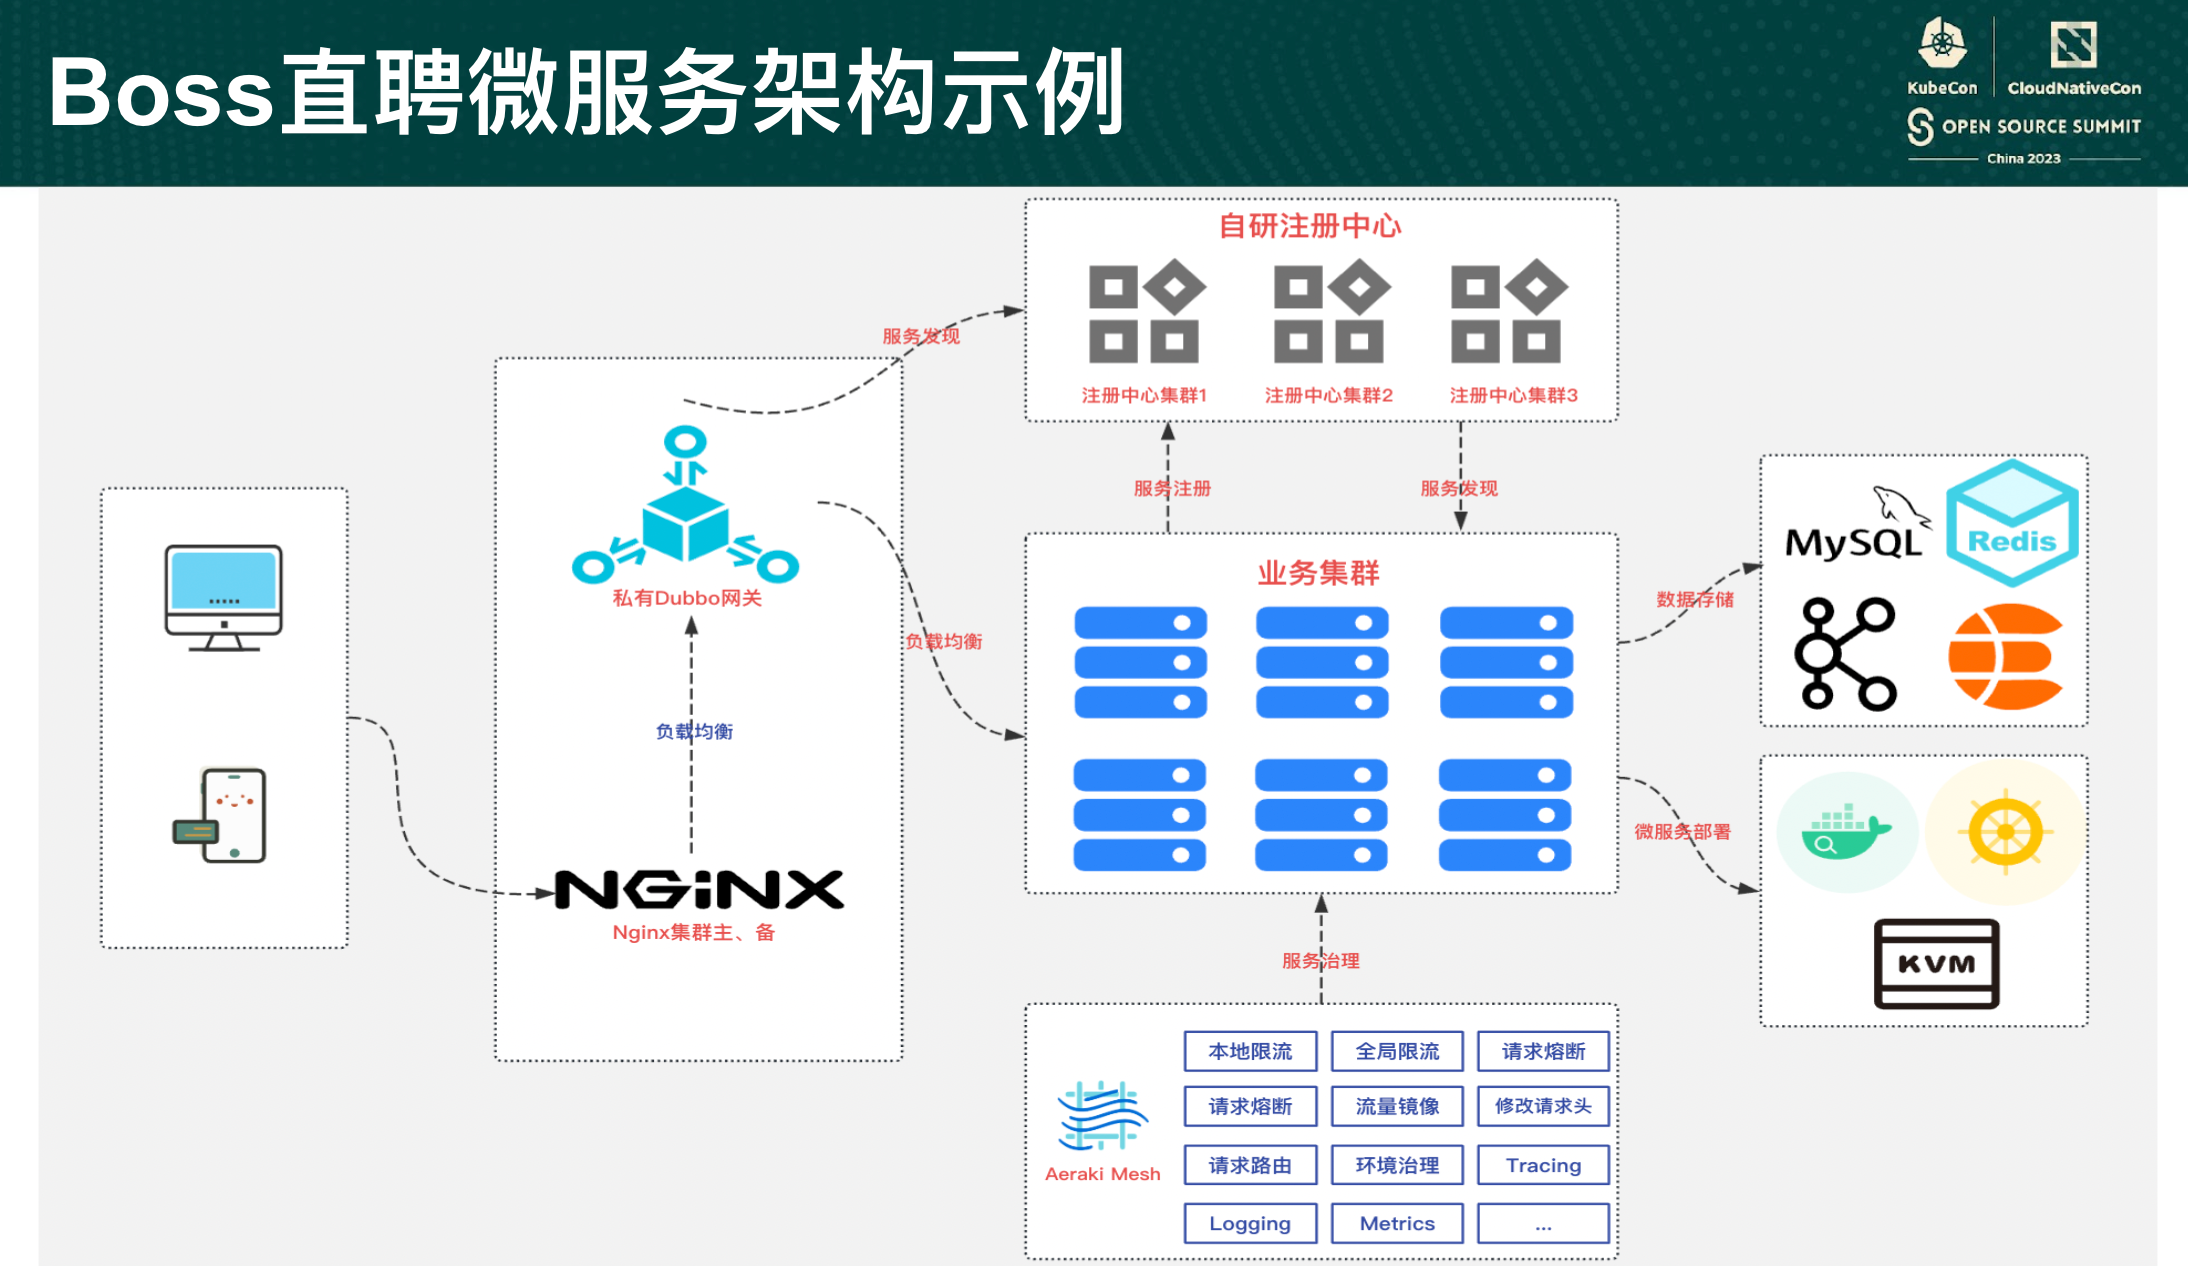 Boss直聘微服务架构示例
KubeCon
CloudNativeCon
OPEN SOURCE SUMMIT
China 2023
自研注册中心
注册中心集群1
注册中心集群2
注册中心集群3
服务发现
服务注册
服务发现
私有Dubbo网关
负载均衡
负载均衡
NGiNX
Nginx集群主、备
业务集群
数据存储
MySQL
Redis
微服务部署
KVM
服务治理
Aeraki Mesh
本地限流
全局限流
请求熔断
请求熔断
流量镜像
修改请求头
请求路由
环境治理
Tracing
Logging
Metrics
...